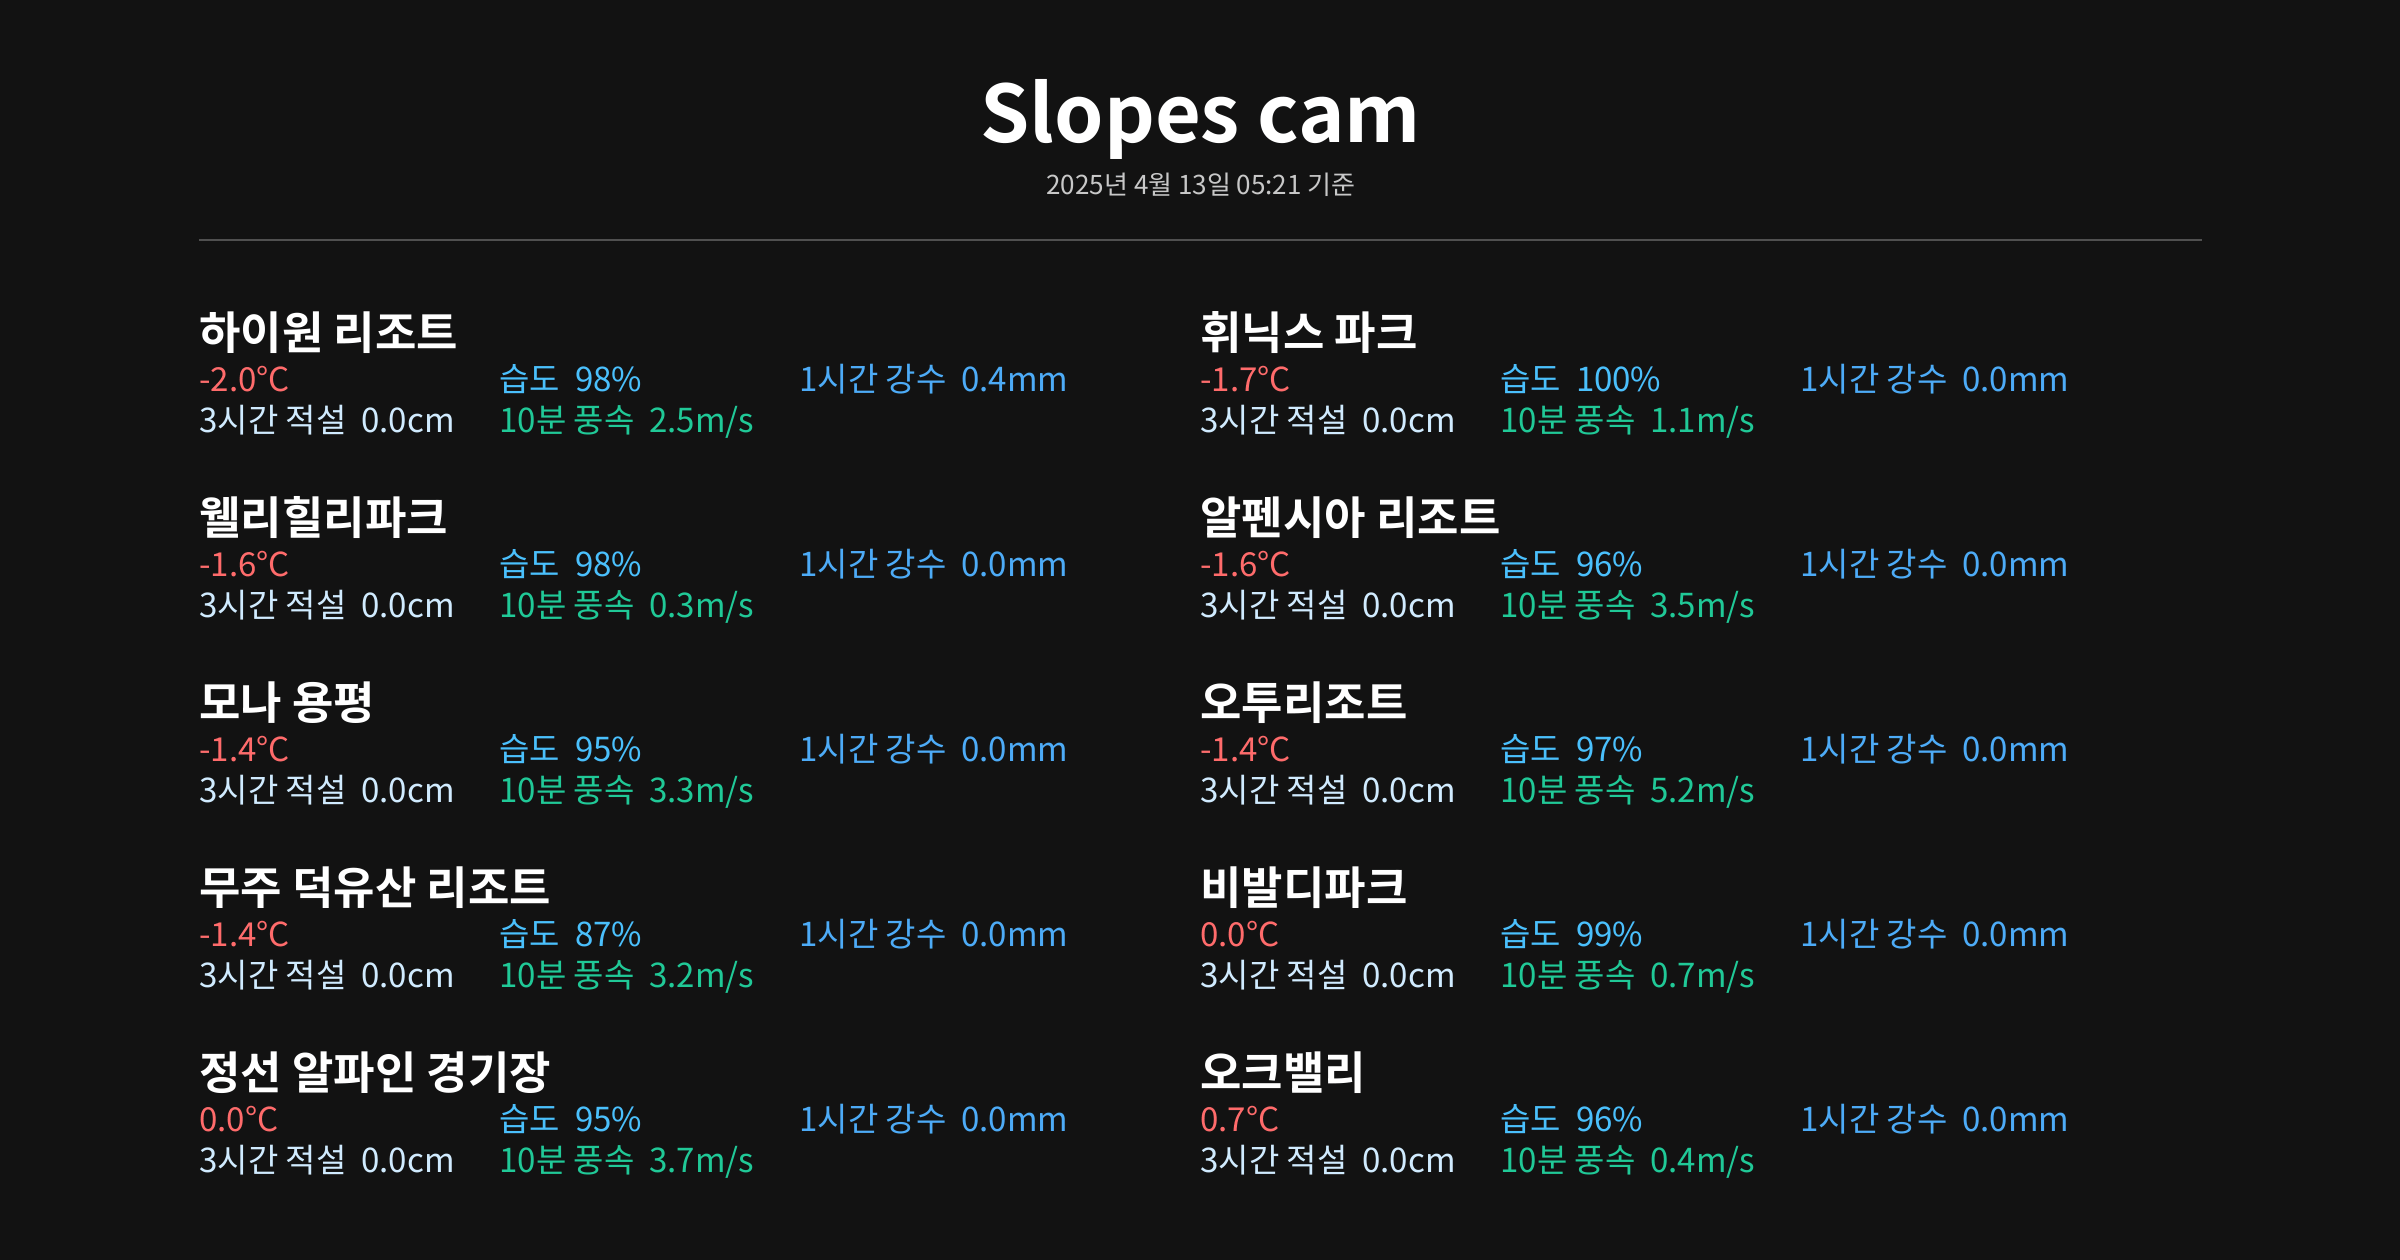 Slopes cam
2025년 4월 13일 05:21 기준
하이원 리조트
-2.0°C 습도 98% 1시간 강수 0.4mm
3시간 적설 0.0cm 10분 풍속 2.5m/s
휘닉스 파크
-1.7°C 습도 100% 1시간 강수 0.0mm
3시간 적설 0.0cm 10분 풍속 1.1m/s
웰리힐리파크
-1.6°C 습도 98% 1시간 강수 0.0mm
3시간 적설 0.0cm 10분 풍속 0.3m/s
알펜시아 리조트
-1.6°C 습도 96% 1시간 강수 0.0mm
3시간 적설 0.0cm 10분 풍속 3.5m/s
모나 용평
-1.4°C 습도 95% 1시간 강수 0.0mm
3시간 적설 0.0cm 10분 풍속 3.3m/s
오투리조트
-1.4°C 습도 97% 1시간 강수 0.0mm
3시간 적설 0.0cm 10분 풍속 5.2m/s
무주 덕유산 리조트
-1.4°C 습도 87% 1시간 강수 0.0mm
3시간 적설 0.0cm 10분 풍속 3.2m/s
비발디파크
0.0°C 습도 99% 1시간 강수 0.0mm
3시간 적설 0.0cm 10분 풍속 0.7m/s
정선 알파인 경기장
0.0°C 습도 95% 1시간 강수 0.0mm
3시간 적설 0.0cm 10분 풍속 3.7m/s
오크밸리
0.7°C 습도 96% 1시간 강수 0.0mm
3시간 적설 0.0cm 10분 풍속 0.4m/s